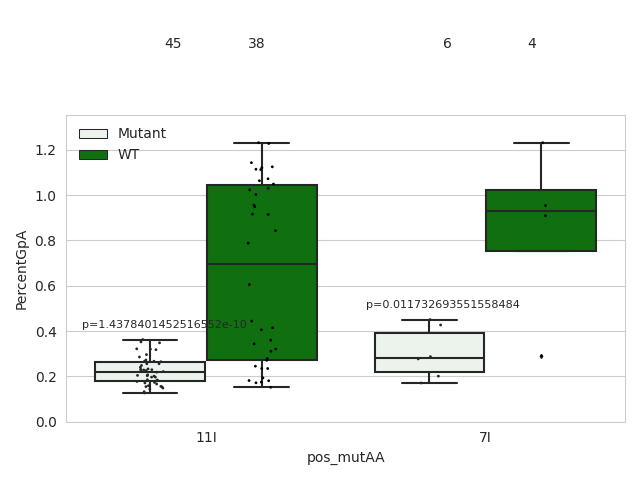 45 38 6 4
Mutant
WT
1.2
1.0
0.8
0.6
0.4
0.2
0.0
PercentGpA
p=1.4378401452516552e-10
p=0.011732693551558484
11I 7I
pos_mutAA